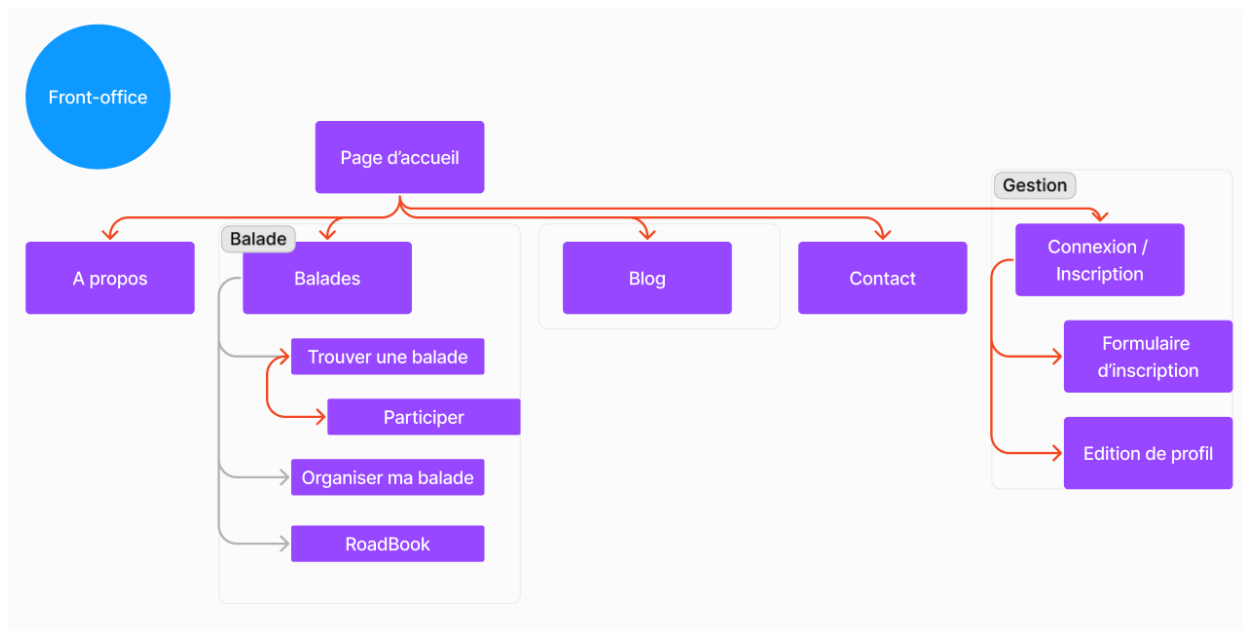 Front-office
Page d’accueil
Gestion
A propos
Balade
Balades
Blog
Contact
Connexion /
Inscription
Trouver une balade
Participer
Organiser ma balade
RoadBook
Formulaire
d’inscription
Edition de profil